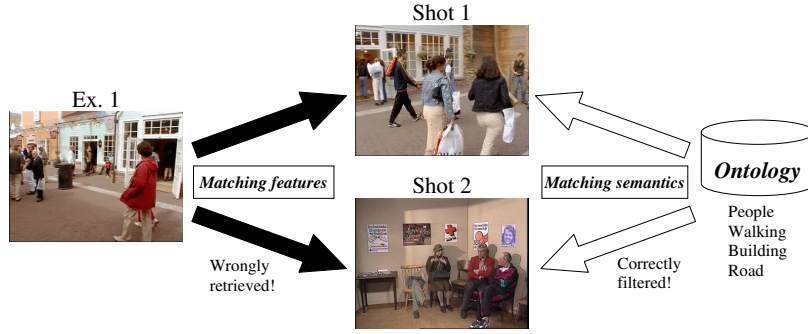 Shot 1
Ex. 1
Matching features
Matching semantics
Ontology
Shot 2
People
Walking
Building
Road
Wrongly
retrieved!
Correctly
filtered!